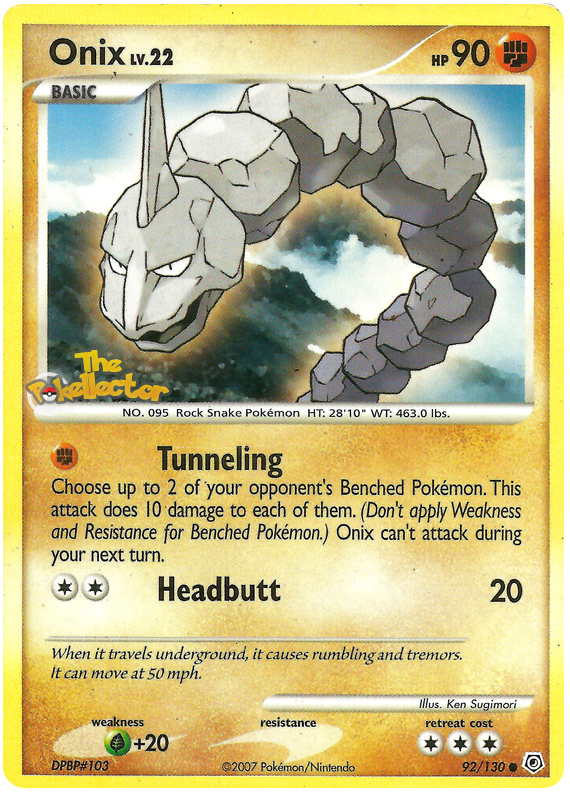 Onix LV.22
HP 90
BASIC
The
Pokellector
NO. 095 Rock Snake Pokémon HT: 28'10" WT: 463.0 lbs.
Tunneling
Choose up to 2 of your opponent's Benched Pokémon. This
attack does 10 damage to each of them. (Don't apply Weakness
and Resistance for Benched Pokémon.) Onix can't attack during
your next turn.
Headbutt 20
When it travels underground, it causes rumbling and tremors.
It can move at 50 mph.
Illus. Ken Sugimori
weakness resistance retreat cost
+20
DPBP#103 ©2007 Pokémon/Nintendo 92/130